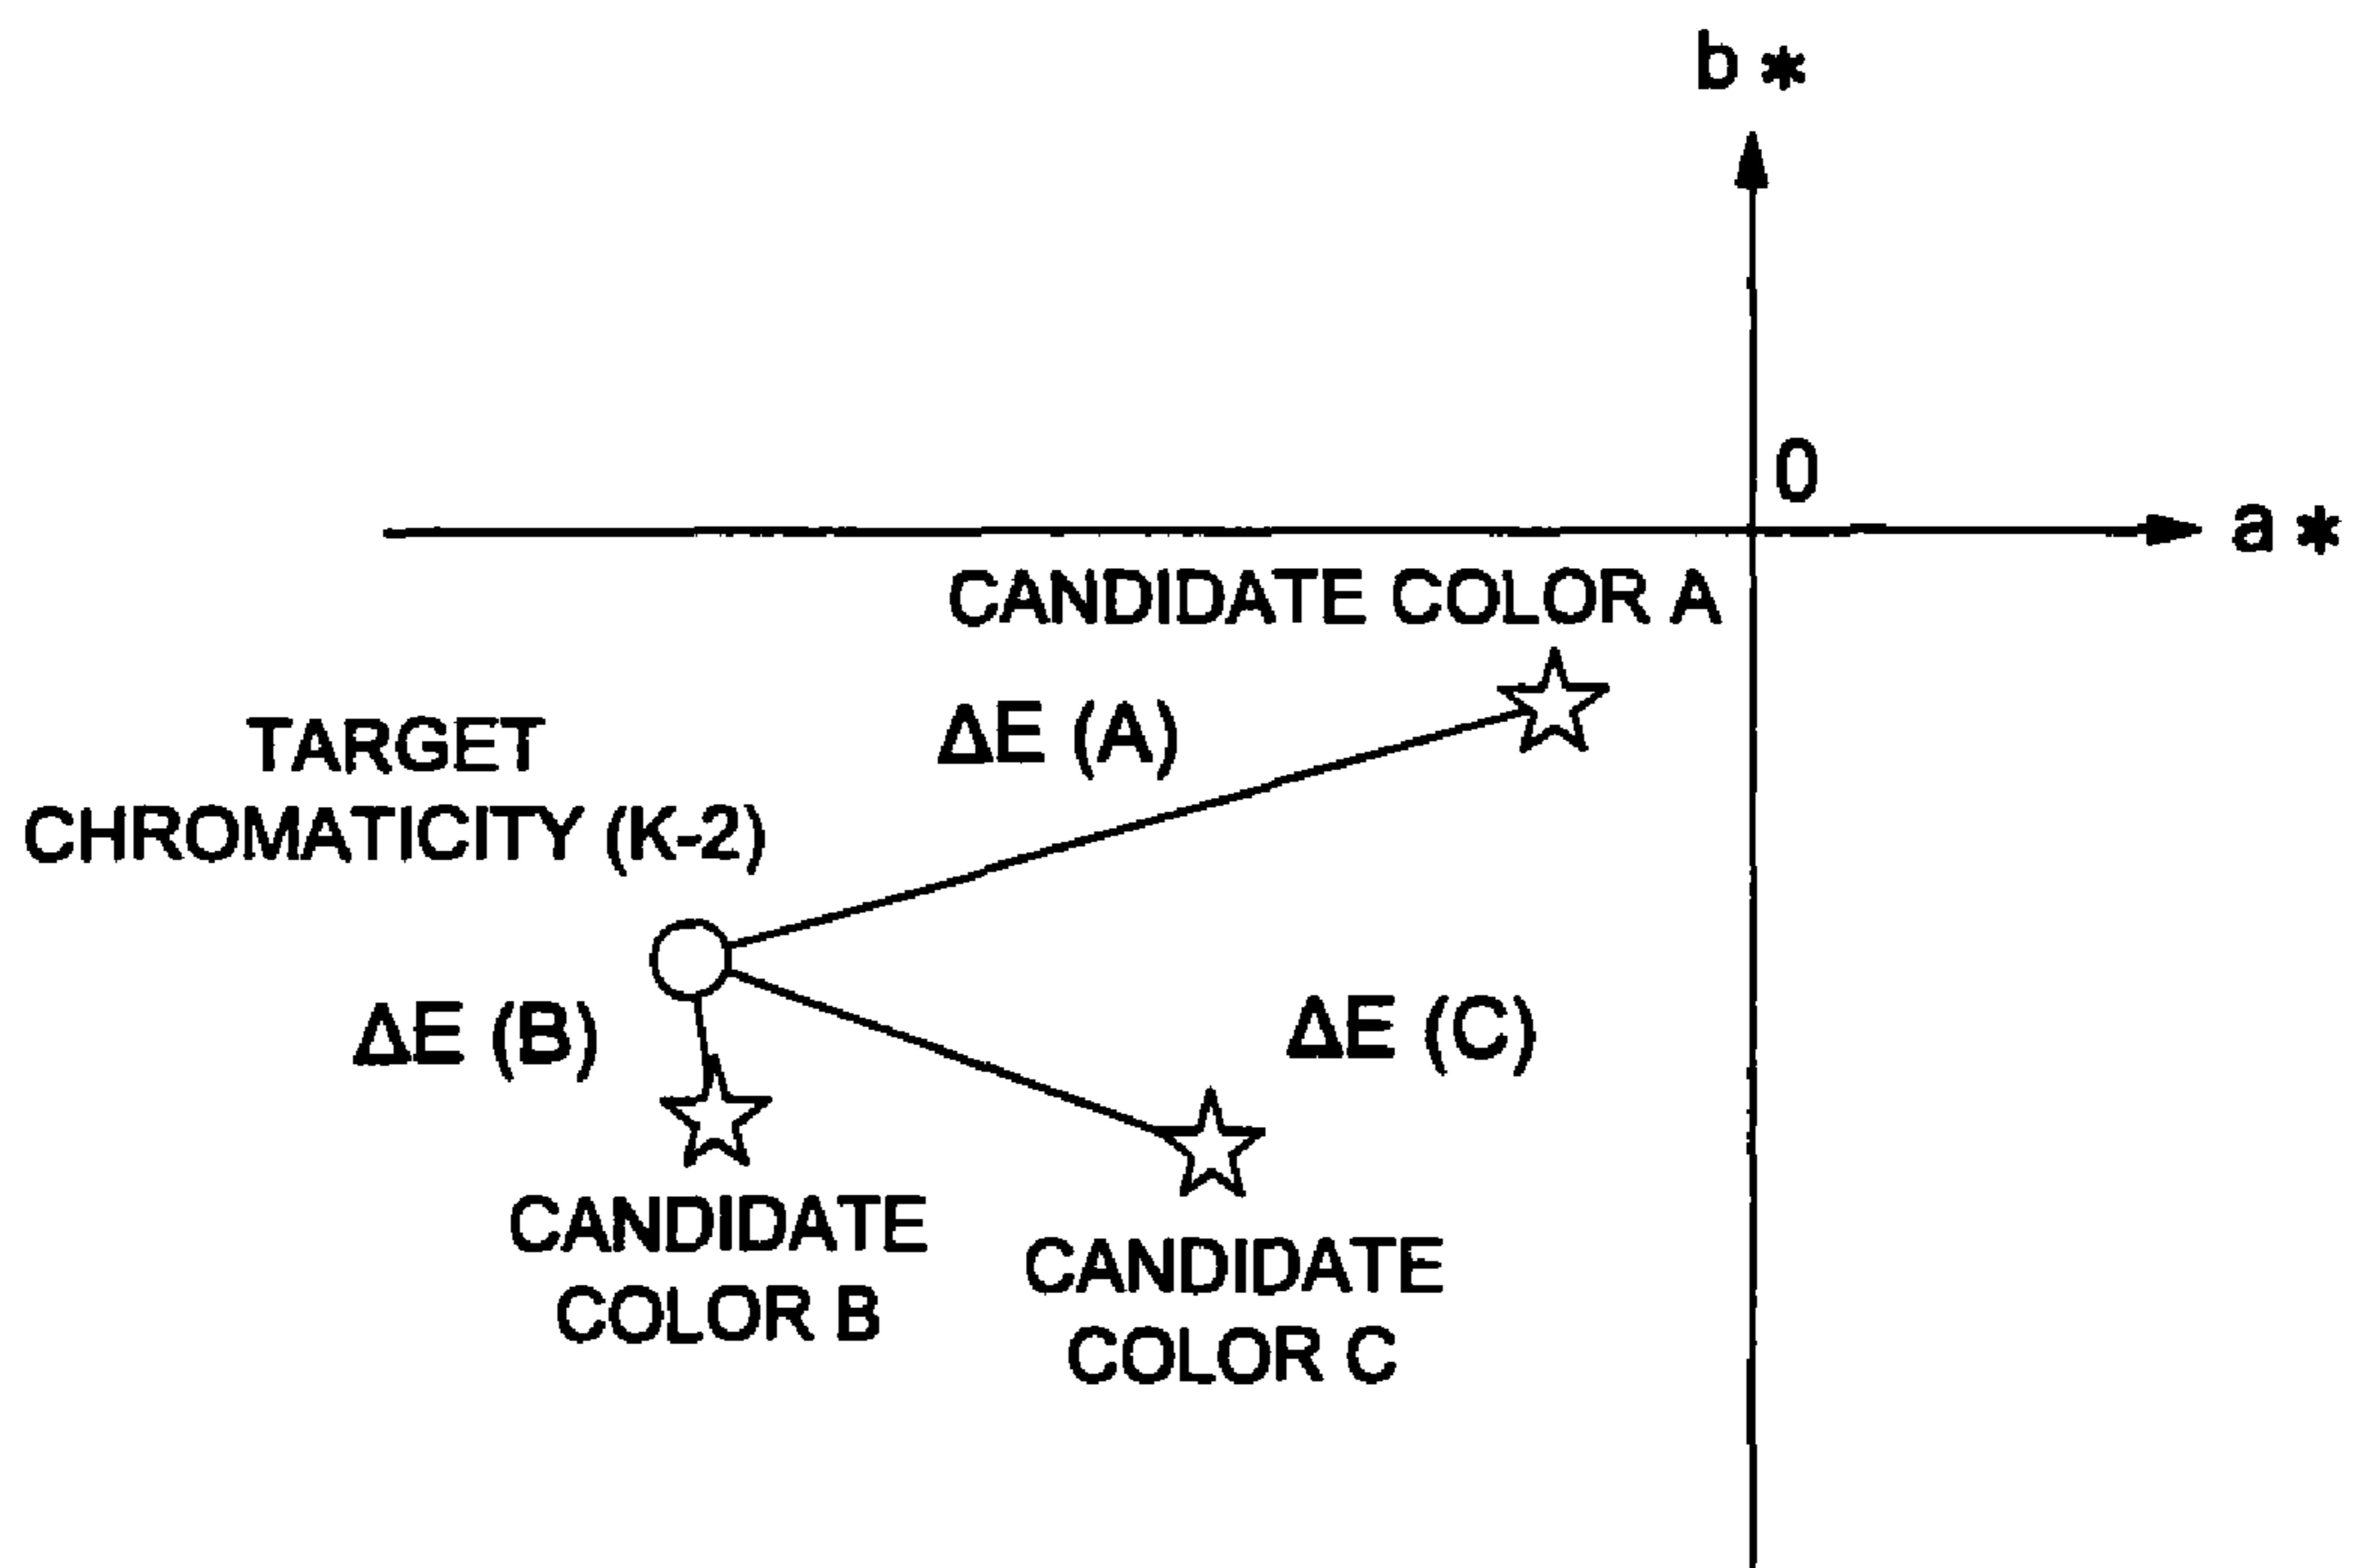 b *
0
a *
CANDIDATE COLOR A
ΔE (A)
TARGET
CHROMATICITY (K-2)
ΔE (B)
ΔE (C)
CANDIDATE
COLOR B
CANDIDATE
COLOR C